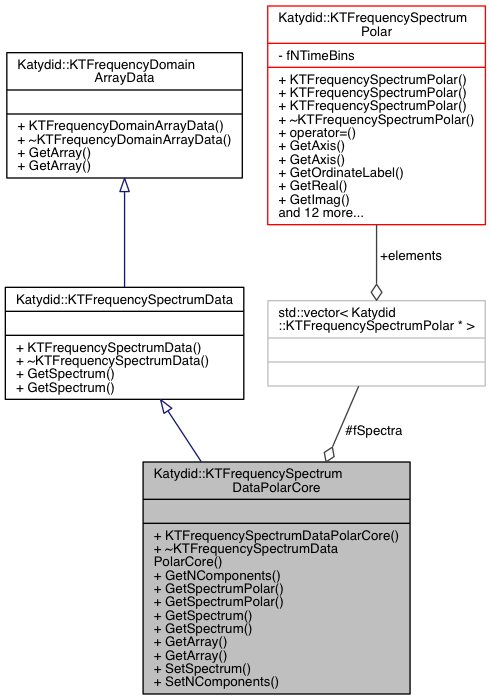 Katydid::KTFrequencyDomain
ArrayData
+ KTFrequencyDomainArrayData()
+ ~KTFrequencyDomainArrayData()
+ GetArray()
+ GetArray()
Katydid::KTFrequencySpectrum
Polar
- fNTimeBins
+ KTFrequencySpectrumPolar()
+ KTFrequencySpectrumPolar()
+ KTFrequencySpectrumPolar()
+ ~KTFrequencySpectrumPolar()
+ operator=()
+ GetAxis()
+ GetAxis()
+ GetOrdinateLabel()
+ GetReal()
+ GetImag()
and 12 more...
+elements
Katydid::KTFrequencySpectrumData
+ KTFrequencySpectrumData()
+ ~KTFrequencySpectrumData()
+ GetSpectrum()
+ GetSpectrum()
std::vector< Katydid
::KTFrequencySpectrumPolar * >
#fSpectra
Katydid::KTFrequencySpectrum
DataPolarCore
+ KTFrequencySpectrumDataPolarCore()
+ ~KTFrequencySpectrumData
PolarCore()
+ GetNComponents()
+ GetSpectrumPolar()
+ GetSpectrumPolar()
+ GetSpectrum()
+ GetSpectrum()
+ GetArray()
+ GetArray()
+ SetSpectrum()
+ SetNComponents()